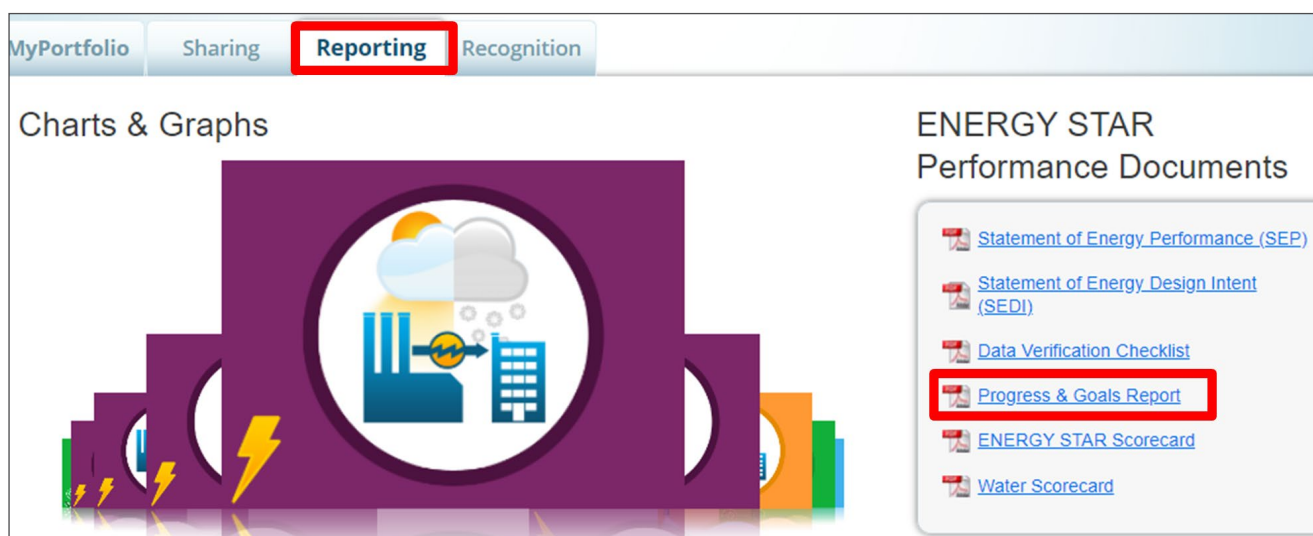 MyPortfolio
Sharing
Reporting
Recognition
Charts & Graphs
ENERGY STAR
Performance Documents
Statement of Energy Performance (SEP)
Statement of Energy Design Intent
(SEDI)
Data Verification Checklist
Progress & Goals Report
ENERGY STAR Scorecard
Water Scorecard